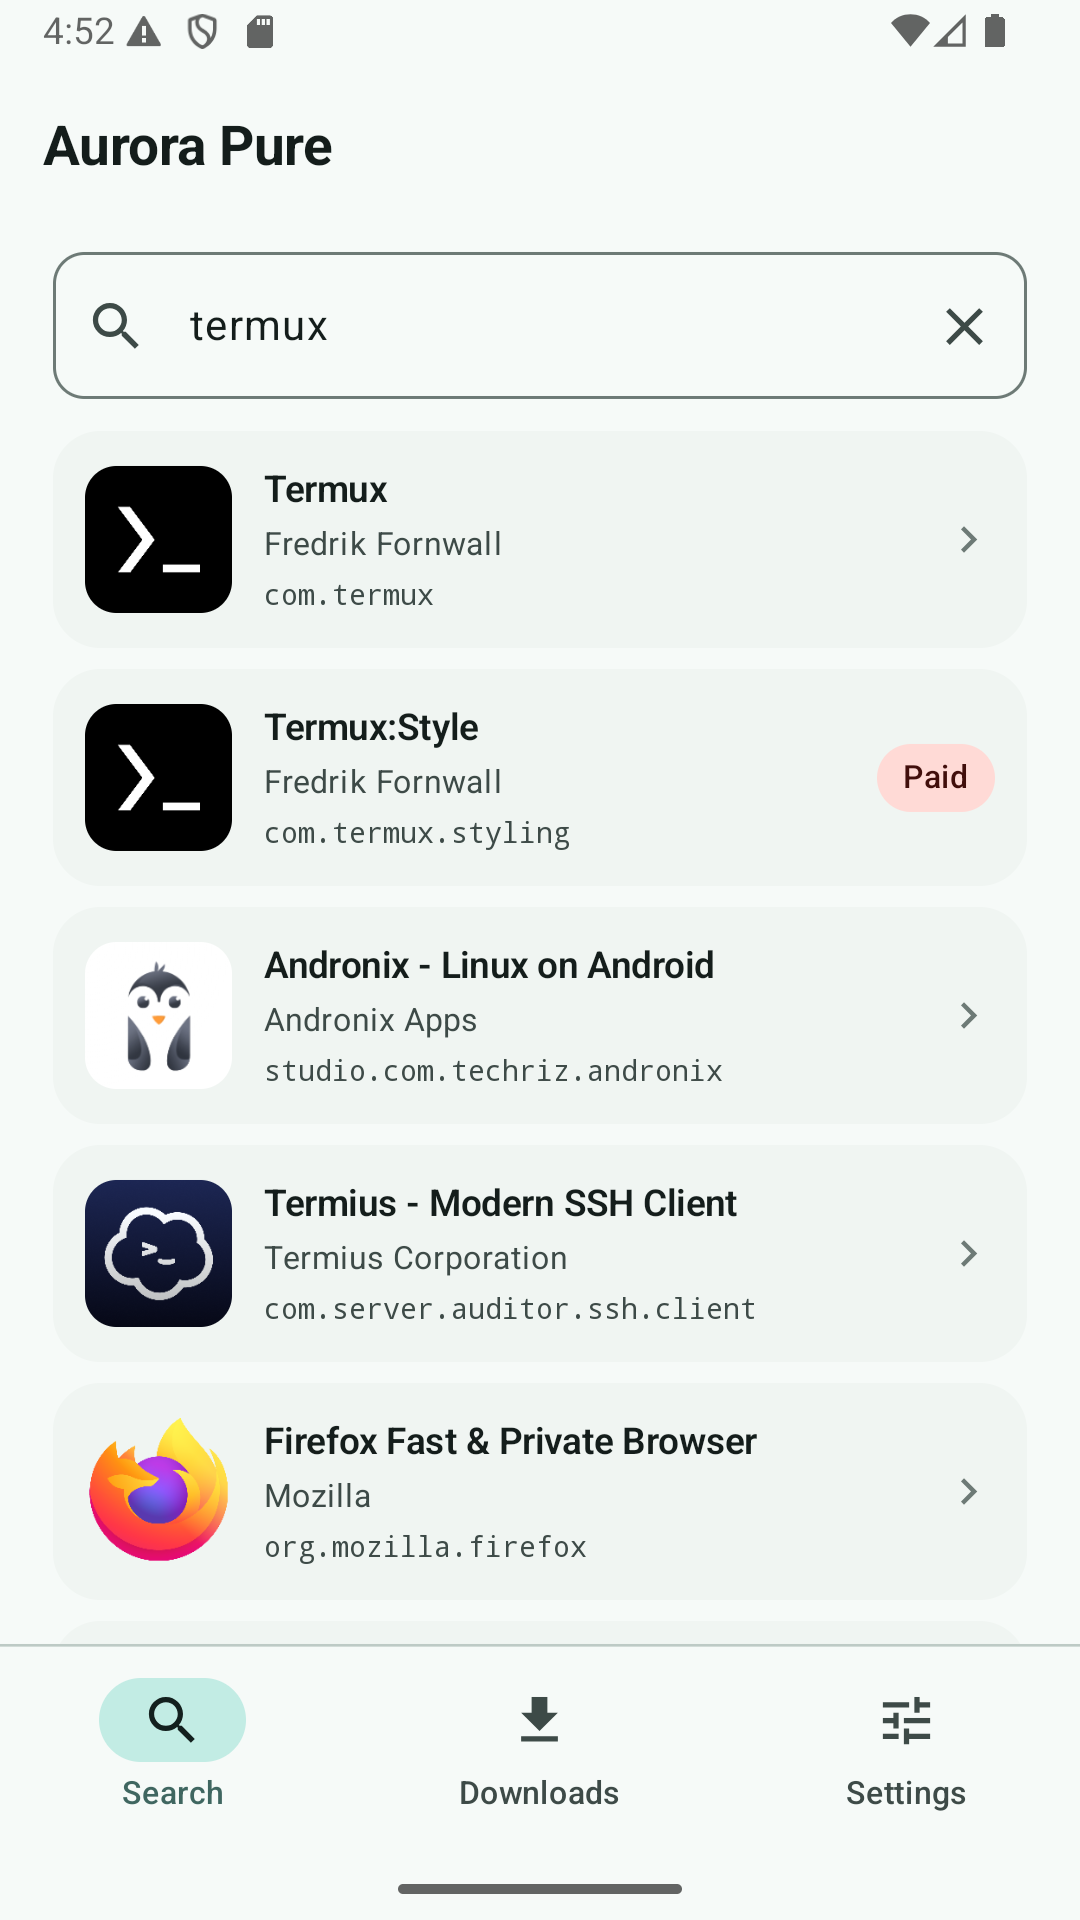 4:52
Aurora Pure
termux
Termux
Fredrik Fornwall
com.termux
Termux:Style
Fredrik Fornwall
com.termux.styling
Paid
Andronix - Linux on Android
Andronix Apps
studio.com.techriz.andronix
Termius - Modern SSH Client
Termius Corporation
com.server.auditor.ssh.client
Firefox Fast & Private Browser
Mozilla
org.mozilla.firefox
Search
Downloads
Settings